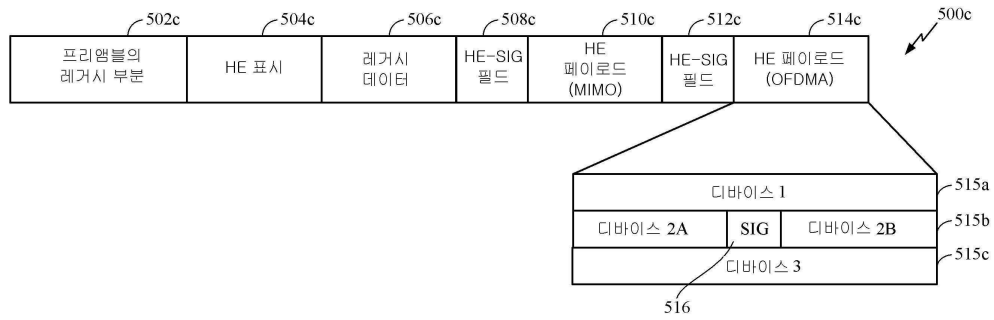 502c
504c
506c
508c
510c
512c
514c
500c
프리앰블의
레거시 부분
HE 표시
레거시
데이터
HE-SIG
필드
HE
페이로드
(MIMO)
HE-SIG
필드
HE 페이로드
(OFDMA)
디바이스 1
515a
디바이스 2A
SIG
디바이스 2B
515b
디바이스 3
515c
516